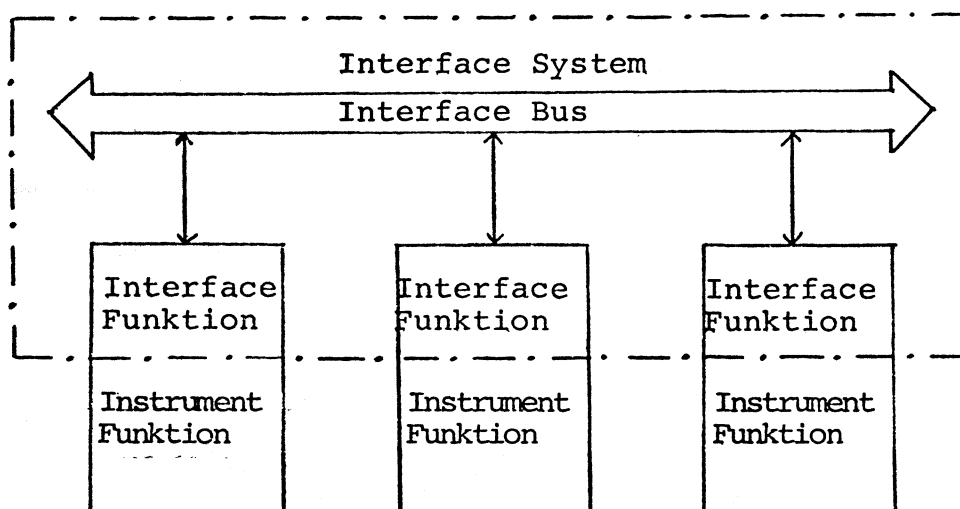 Interface System
Interface Bus
Interface Interface Interface
Funktion Funktion Funktion
Instrument Instrument Instrument
Funktion Funktion Funktion